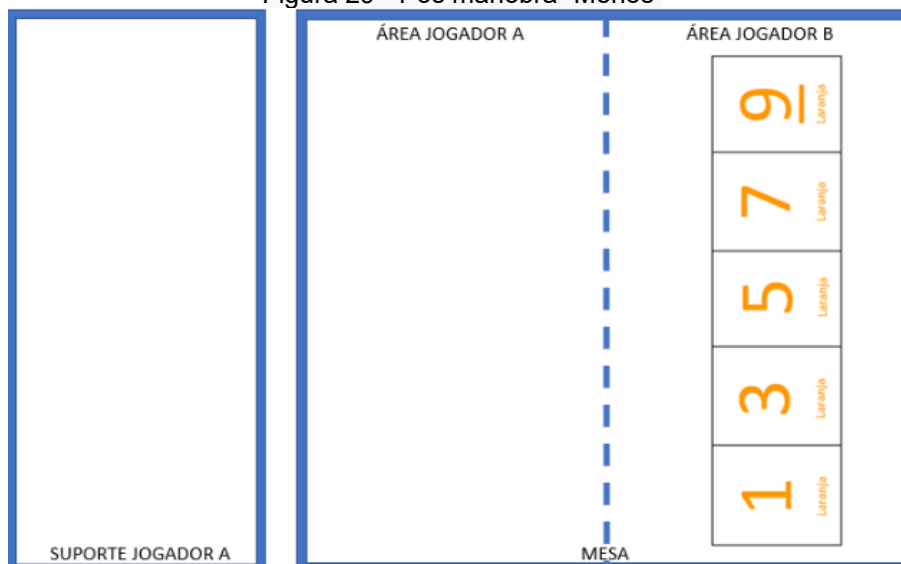 ÁREA JOGADOR A
ÁREA JOGADOR B
9
Laranja
7
Laranja
5
Laranja
3
Laranja
1
Laranja
SUPORTE JOGADOR A
MESA